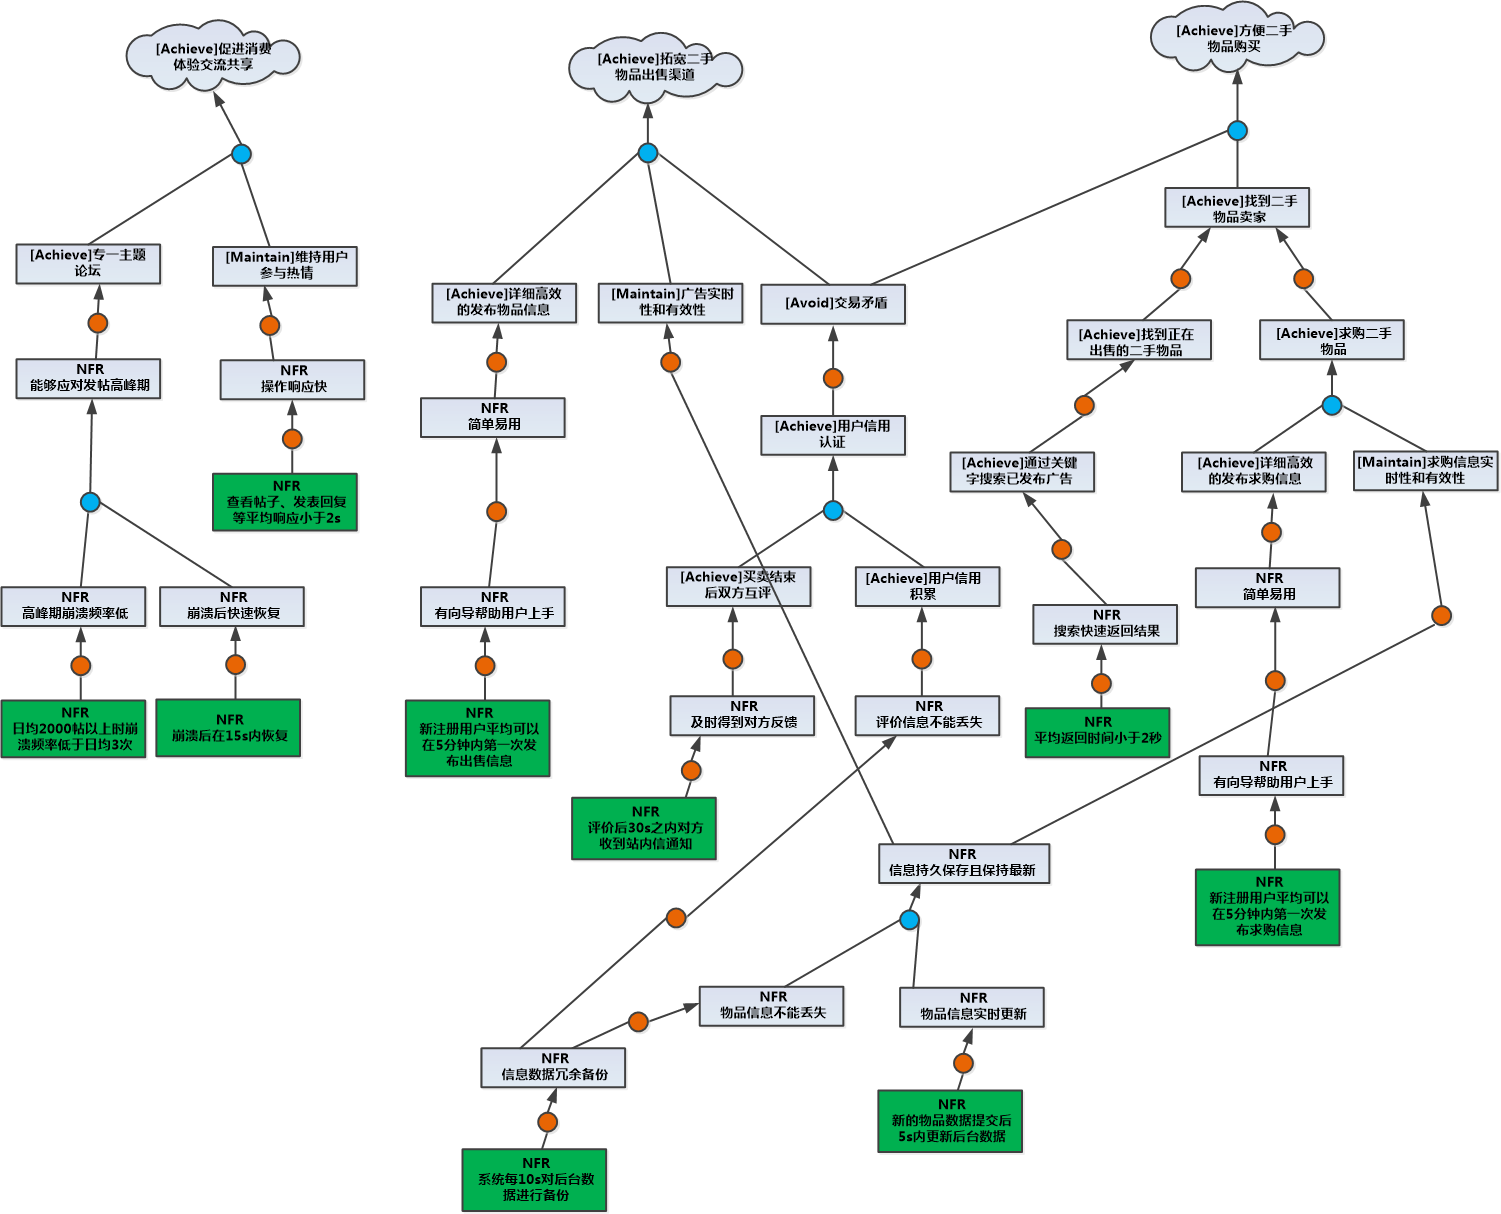 [Achieve]促进消费
体验交流共享
[Achieve]拓宽二手
物品出售渠道
[Achieve]方便二手
物品购买
[Achieve]找到二手
物品卖家
[Achieve]专一主题
论坛
[Maintain]维持用户
参与热情
[Achieve]详细高效
的发布物品信息
[Maintain]广告实时
性和有效性
[Avoid]交易矛盾
[Achieve]找到正在
出售的二手物品
[Achieve]求购二手
物品
NFR
能够应对发帖高峰期
NFR
操作响应快
NFR
简单易用
[Achieve]用户信用
认证
[Achieve]通过关键
字搜索已发布广告
[Achieve]详细高效
的发布求购信息
[Maintain]求购信息实
时性和有效性
NFR
查看帖子、发表回复
等平均响应小于2s
NFR
高峰期崩溃频率低
NFR
崩溃后快速恢复
NFR
有向导帮助用户上手
[Achieve]买卖结束
后双方互评
[Achieve]用户信用
积累
NFR
搜索快速返回结果
NFR
简单易用
NFR
日均2000帖以上时崩
溃频率低于日均3次
NFR
崩溃后在15s内恢复
NFR
新注册用户平均可以
在5分钟内第一次发
布出售信息
NFR
及时得到对方反馈
NFR
评价信息不能丢失
NFR
平均返回时间小于2秒
NFR
有向导帮助用户上手
NFR
评价后30s之内对方
收到站内信通知
NFR
信息持久保存且保持最新
NFR
新注册用户平均可以
在5分钟内第一次发
布求购信息
NFR
物品信息不能丢失
NFR
物品信息实时更新
NFR
信息数据冗余备份
NFR
新的物品数据提交后
5s内更新后台数据
NFR
系统每10s对后台数
据进行备份